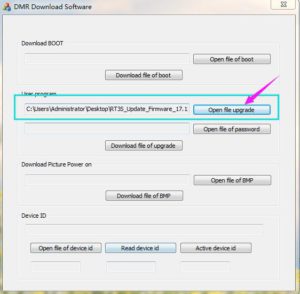 DMR Download Software
Download BOOT
Open file of boot
Download file of boot
User program
C:\Users\Administrator\Desktop\RT3S_Update_Firmware_17.1
Open file upgrade
Open file of password
Download file of upgrade
Download Picture Power on
Open file of BMP
Download file of BMP
Device ID
Open file of device id
Read device id
Active device id